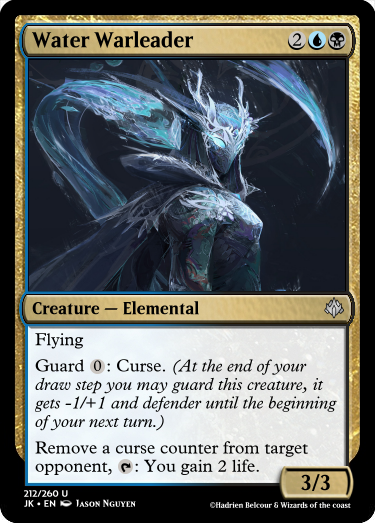 Water Warleader
2
Creature — Elemental
Flying
Guard 0: Curse. (At the end of your
draw step you may guard this creature, it
gets -1/+1 and defender until the beginning
of your next turn.)
Remove a curse counter from target
opponent, : You gain 2 life.
3/3
212/260 U
JK • EN Jason Nguyen
©Hadrien Belcour & Wizards of the coast